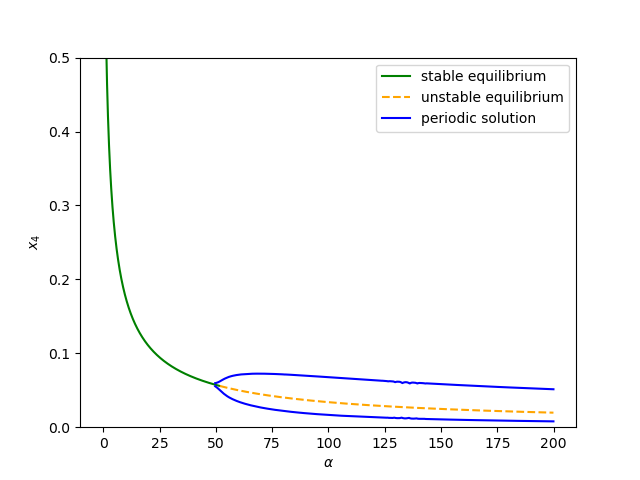 0.5
0.4
0.3
0.2
0.1
0.0
x₄
stable equilibrium
unstable equilibrium
periodic solution
0 25 50 75 100 125 150 175 200
α